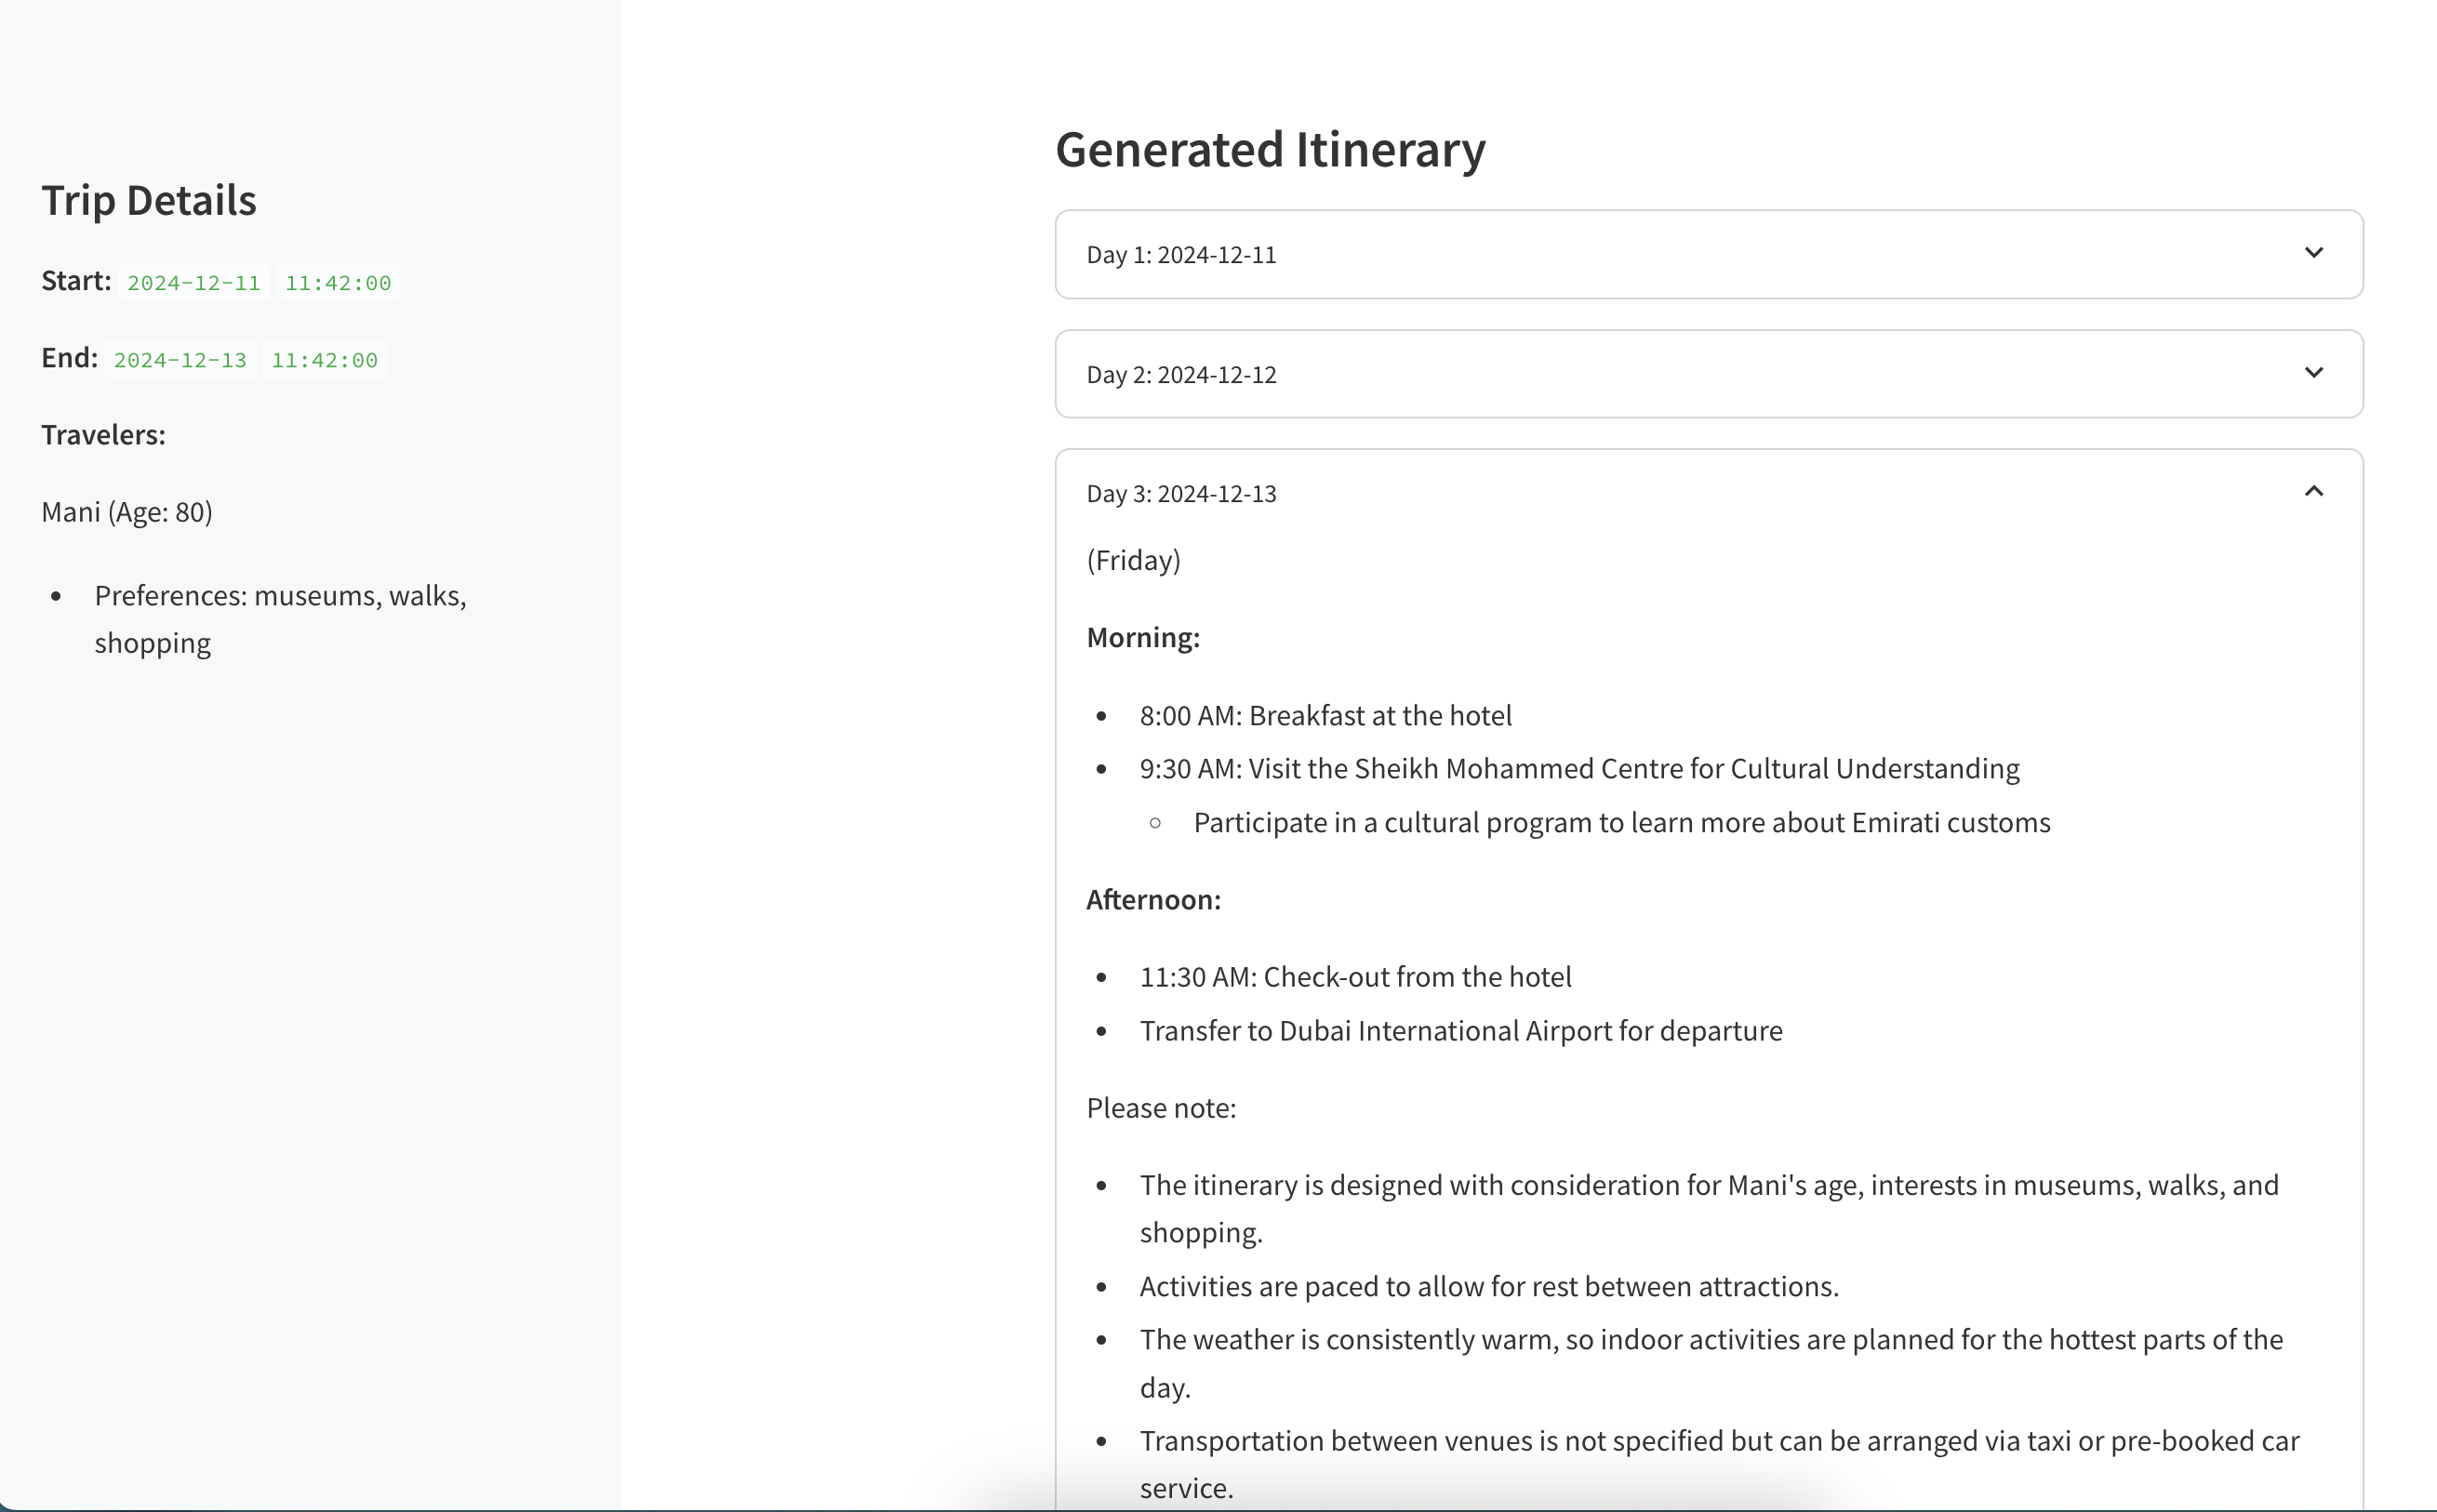 Trip Details
Start: 2024-12-11 11:42:00
End: 2024-12-13 11:42:00
Travelers:
Mani (Age: 80)
• Preferences: museums, walks,
shopping
Generated Itinerary
Day 1: 2024-12-11
Day 2: 2024-12-12
Day 3: 2024-12-13
(Friday)
Morning:
• 8:00 AM: Breakfast at the hotel
• 9:30 AM: Visit the Sheikh Mohammed Centre for Cultural Understanding
◦ Participate in a cultural program to learn more about Emirati customs
Afternoon:
• 11:30 AM: Check-out from the hotel
• Transfer to Dubai International Airport for departure
Please note:
• The itinerary is designed with consideration for Mani's age, interests in museums, walks, and
shopping.
• Activities are paced to allow for rest between attractions.
• The weather is consistently warm, so indoor activities are planned for the hottest parts of the
day.
• Transportation between venues is not specified but can be arranged via taxi or pre-booked car
service.